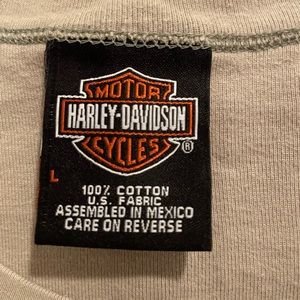 MOTOR
HARLEY-DAVIDSON
CYCLES
®
L
100% COTTON
U.S. FABRIC
ASSEMBLED IN MEXICO
CARE ON REVERSE